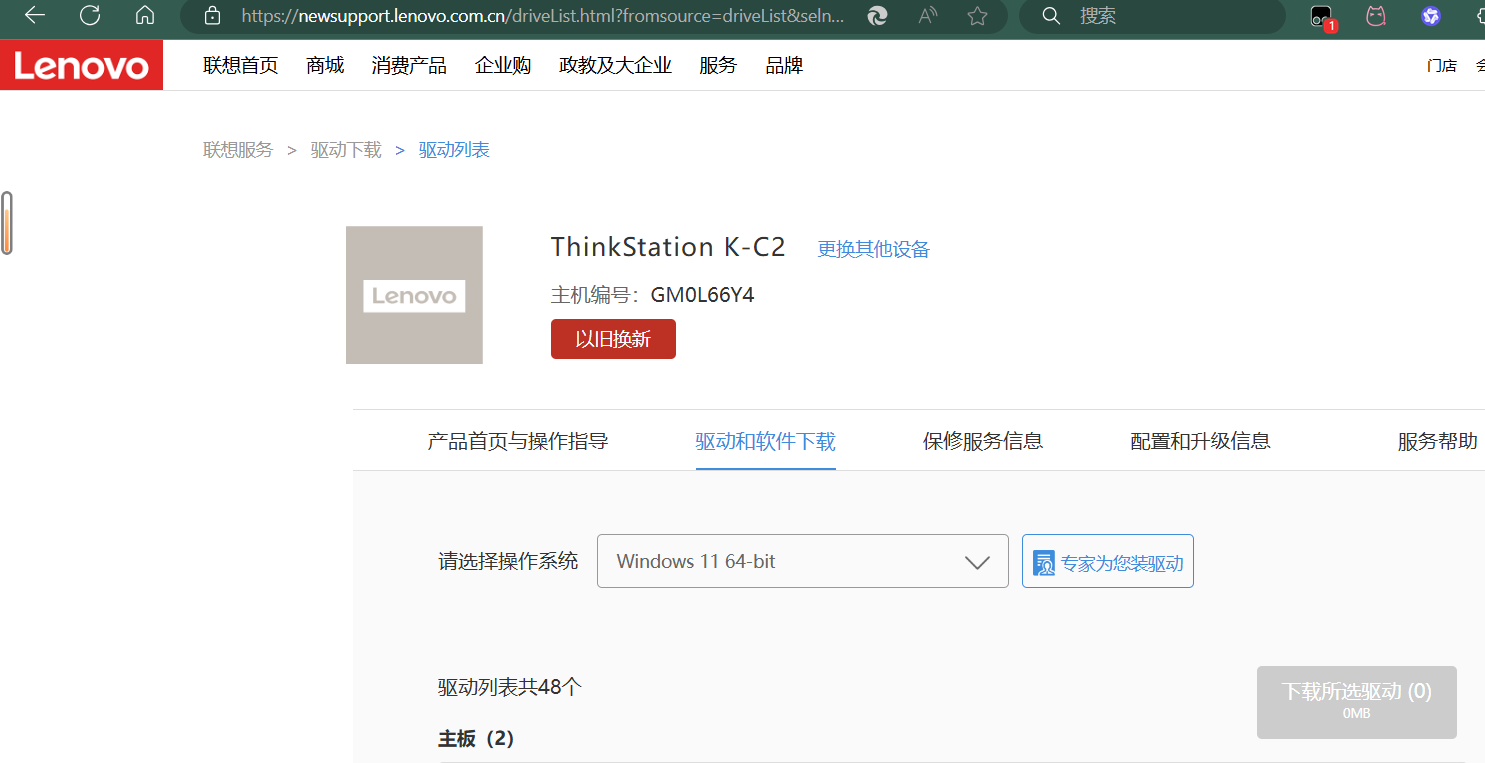 https://newsupport.lenovo.com.cn/driveList.html?fromsource=driveList&seln... 搜索 1
Lenovo 联想首页 商城 消费产品 企业购 政教及大企业 服务 品牌 门店
联想服务 > 驱动下载 > 驱动列表
ThinkStation K-C2 更换其他设备
Lenovo 主机编号：GM0L66Y4
以旧换新
产品首页与操作指导 驱动和软件下载 保修服务信息 配置和升级信息 服务帮助
请选择操作系统 Windows 11 64-bit 专家为您装驱动
驱动列表共48个 下载所选驱动 (0)
0MB
主板（2）